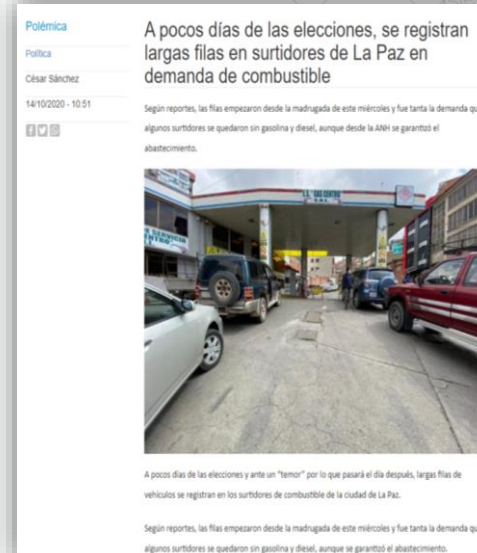 Polémica
Política
César Sánchez
14/10/2020 - 10:51
A pocos días de las elecciones, se registran
largas filas en surtidores de La Paz en
demanda de combustible
Según reportes, las filas empezaron desde la madrugada de este miércoles y fue tanta la demanda qu
algunos surtidores se quedaron sin gasolina y diesel, aunque desde la ANH se garantizó el
abastecimiento.
E.S. "GAS CENTRO"
S.R.L.
DE SERVICIO
A pocos días de las elecciones y ante un "temor" por lo que pasará el día después, largas filas de
vehículos se registran en los surtidores de combustible de la ciudad de La Paz.
Según reportes, las filas empezaron desde la madrugada de este miércoles y fue tanta la demanda qu
algunos surtidores se quedaron sin gasolina y diesel, aunque se garantizó el abastecimiento.